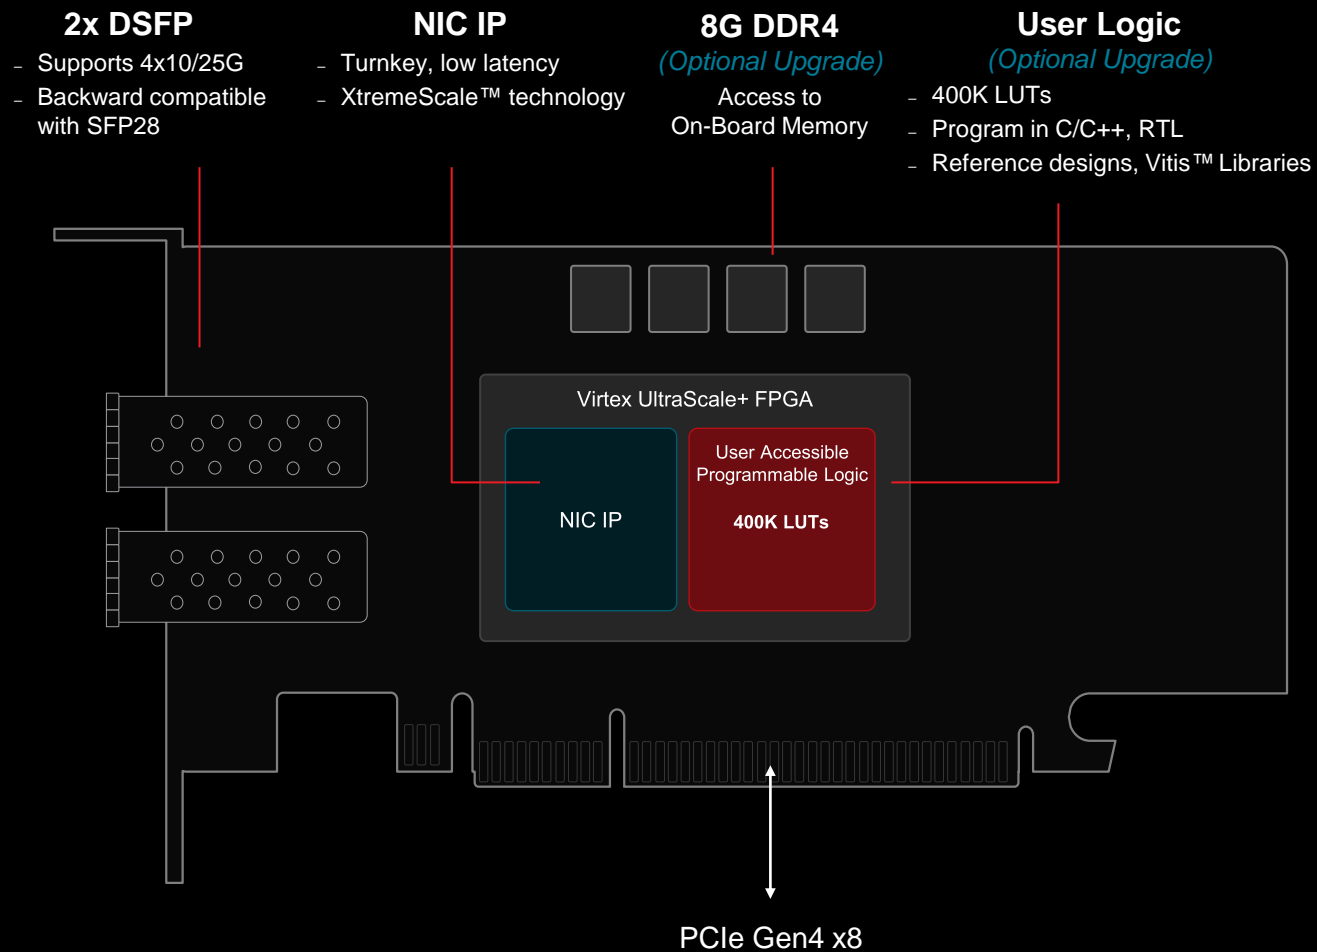 2x DSFP
– Supports 4x10/25G
– Backward compatible
with SFP28
NIC IP
– Turnkey, low latency
– XtremeScale™ technology
8G DDR4
(Optional Upgrade)
Access to
On-Board Memory
User Logic
(Optional Upgrade)
– 400K LUTs
– Program in C/C++, RTL
– Reference designs, Vitis™ Libraries
Virtex UltraScale+ FPGA
NIC IP
User Accessible
Programmable Logic
400K LUTs
PCIe Gen4 x8